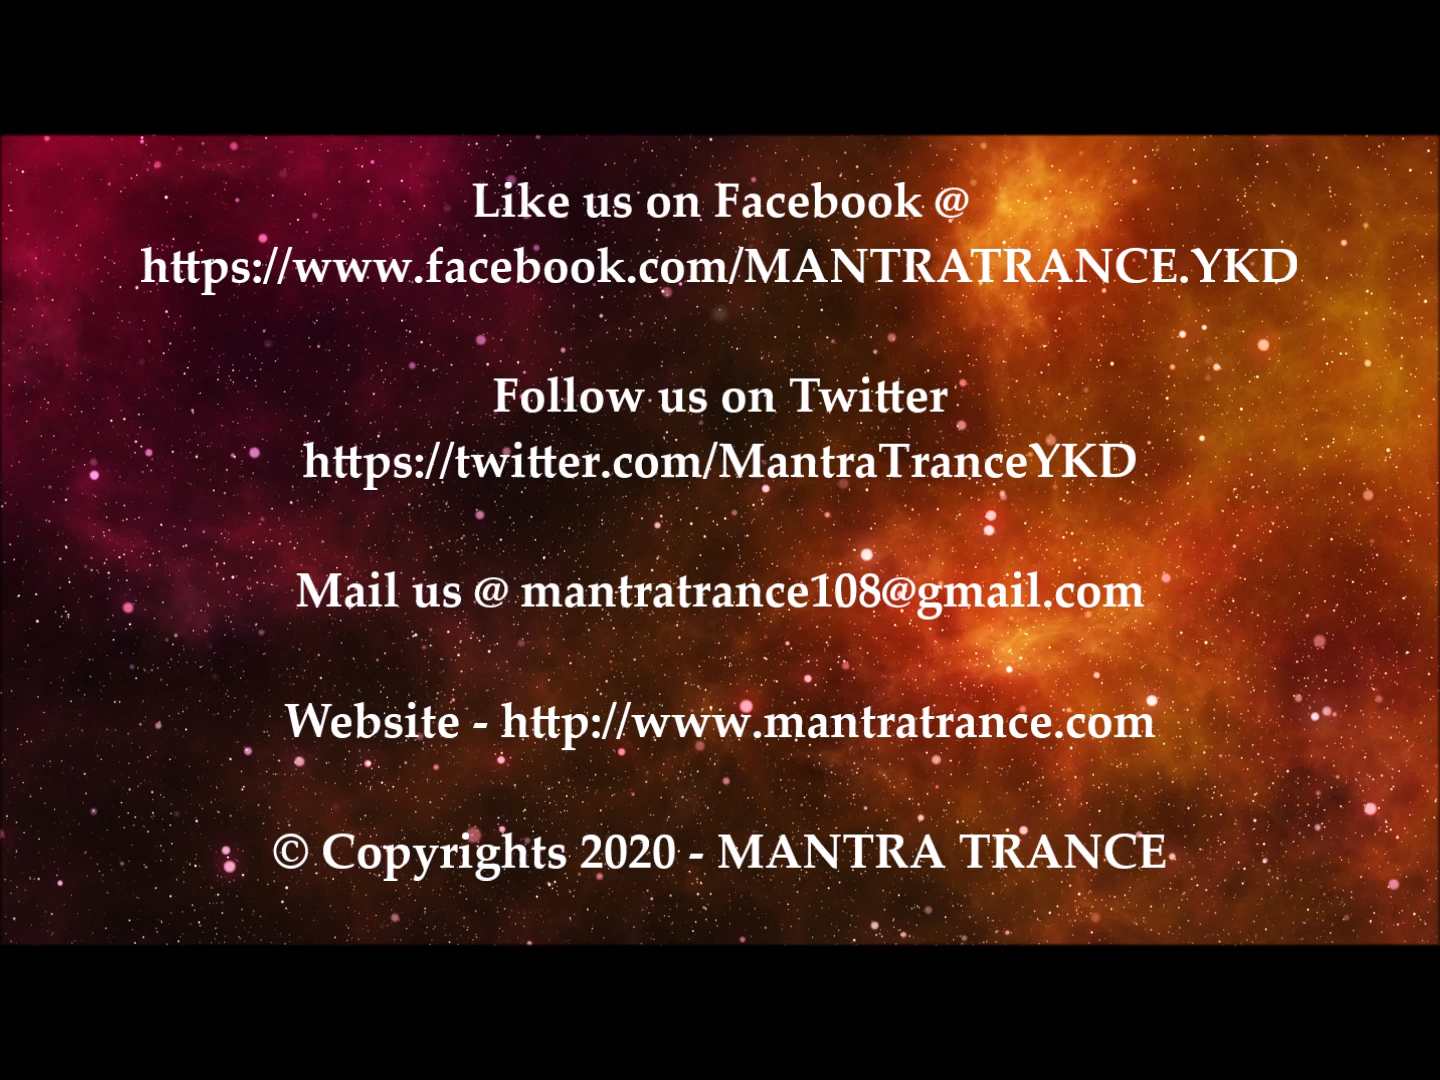 Like us on Facebook @
https://www.facebook.com/MANTRATRANCE.YKD
Follow us on Twitter
https://twitter.com/MantraTranceYKD
Mail us @ mantratrance108@gmail.com
Website - http://www.mantratrance.com
© Copyrights 2020 - MANTRA TRANCE